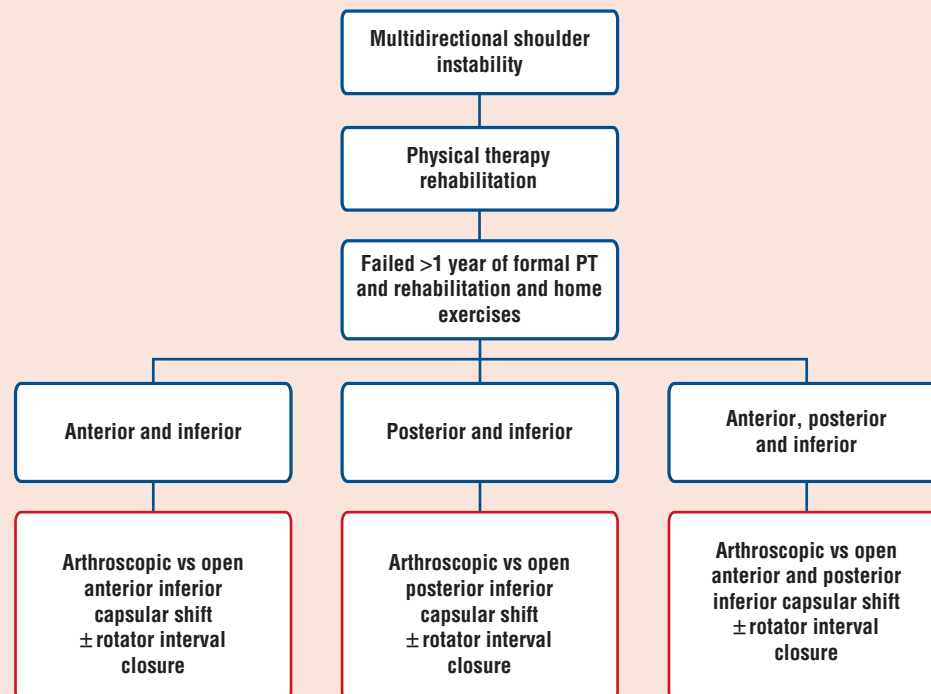 Multidirectional shoulder
instability
Physical therapy
rehabilitation
Failed >1 year of formal PT
and rehabilitation and home
exercises
Anterior and inferior
Posterior and inferior
Anterior, posterior
and inferior
Arthroscopic vs open
anterior inferior
capsular shift
± rotator interval
closure
Arthroscopic vs open
posterior inferior
capsular shift
± rotator interval
closure
Arthroscopic vs open
anterior and posterior
inferior capsular shift
± rotator interval
closure